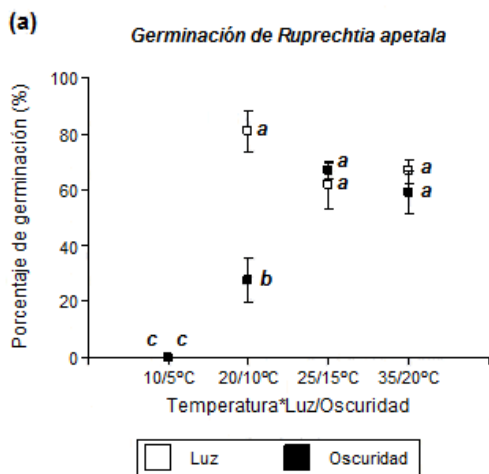 (a)
Germinación de Ruprechtia apetala
Porcentaje de germinación (%)
100
80
60
40
20
0
a
b
a
a
a
a
c c
10/5ºC 20/10ºC 25/15ºC 35/20ºC
Temperatura*Luz/Oscuridad
Luz Oscuridad